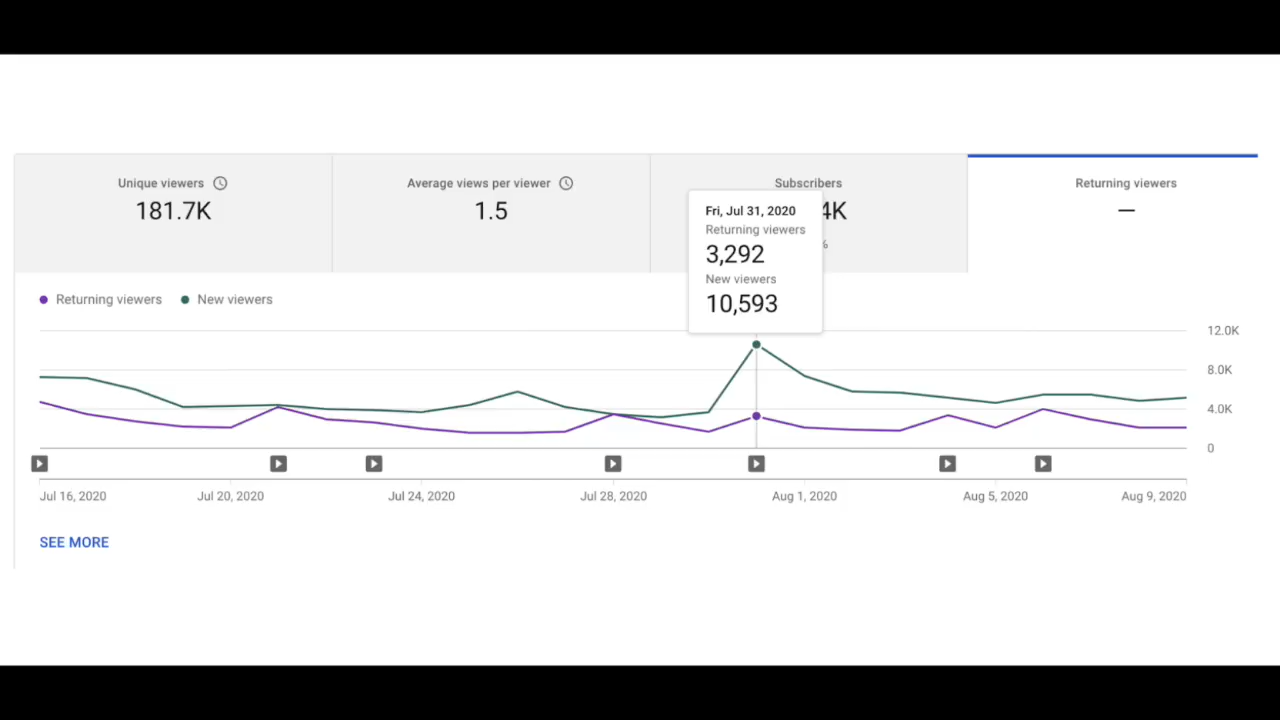 Unique viewers
181.7K
Average views per viewer
1.5
Subscribers
4K
%
Returning viewers
—
Fri, Jul 31, 2020
Returning viewers
3,292
New viewers
10,593
Returning viewers
New viewers
12.0K
8.0K
4.0K
0
Jul 16, 2020
Jul 20, 2020
Jul 24, 2020
Jul 28, 2020
Aug 1, 2020
Aug 5, 2020
Aug 9, 2020
SEE MORE